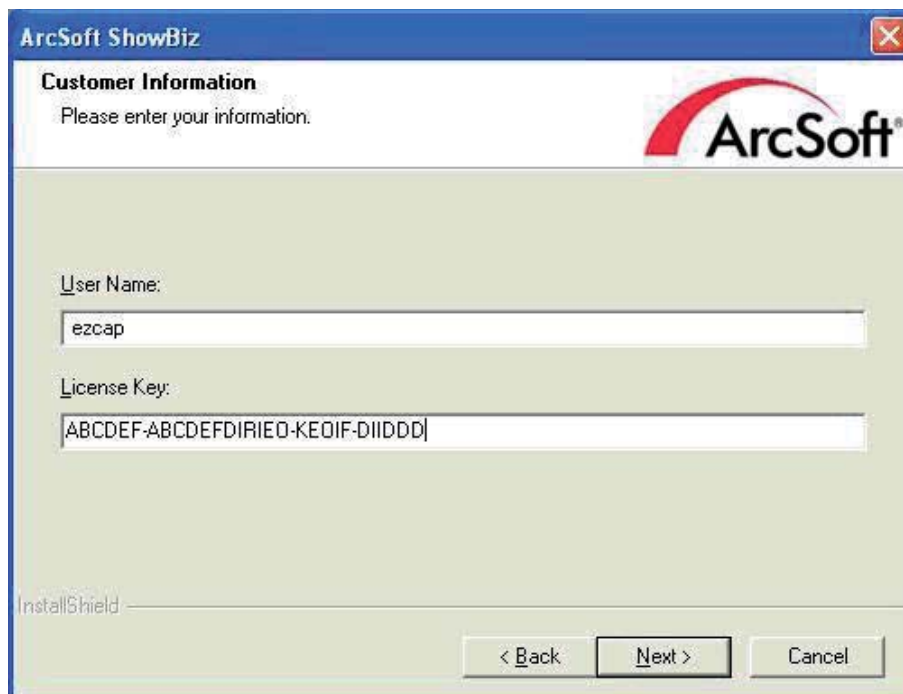 ArcSoft ShowBiz
Customer Information
Please enter your information.
ArcSoft®
User Name:
ezcap
License Key:
ABCDEF-ABCDEFDIRIEO-KEOIF-DIIDDD
InstallShield
< Back
Next >
Cancel